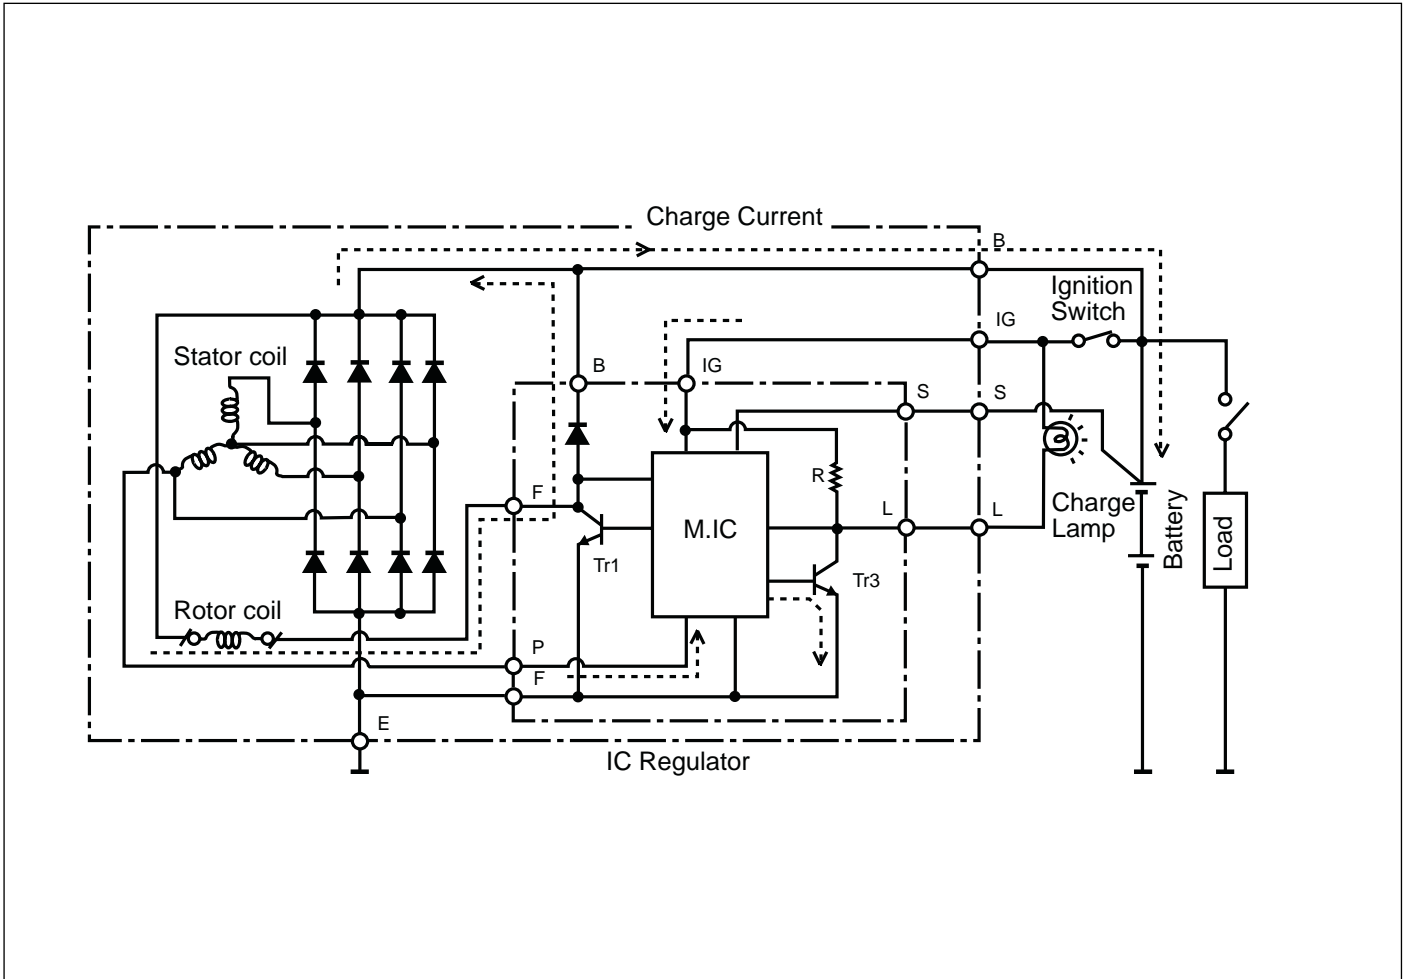 Charge Current
B
Ignition
Switch
IG
Stator coil
B
IG
S
S
R
F
Charge
Lamp
L
L
M.IC
Battery
Load
Tr1
Tr3
Rotor coil
P
F
E
IC Regulator